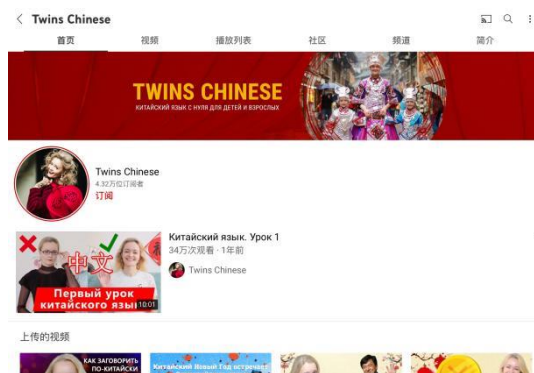 Twins Chinese
首页 视频 播放列表 社区 频道 简介
TWINS CHINESE
КИТАЙСКИЙ ЯЗЫК С НУЛЯ ДЛЯ ДЕТЕЙ И ВЗРОСЛЫХ
Twins Chinese
4.32万位订阅者
订阅
中文
Первый урок
китайского языка
10:01
Китайский язык. Урок 1
34万次观看 · 1年前
Twins Chinese
上传的视频
КАК ЗАГОВОРИТЬ
ПО-КИТАЙСКИ
Китайский Новый Год встречает